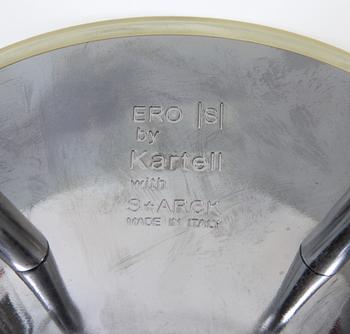 ERO |S|
by
Kartell
with
S+ARCK
MADE IN ITALY